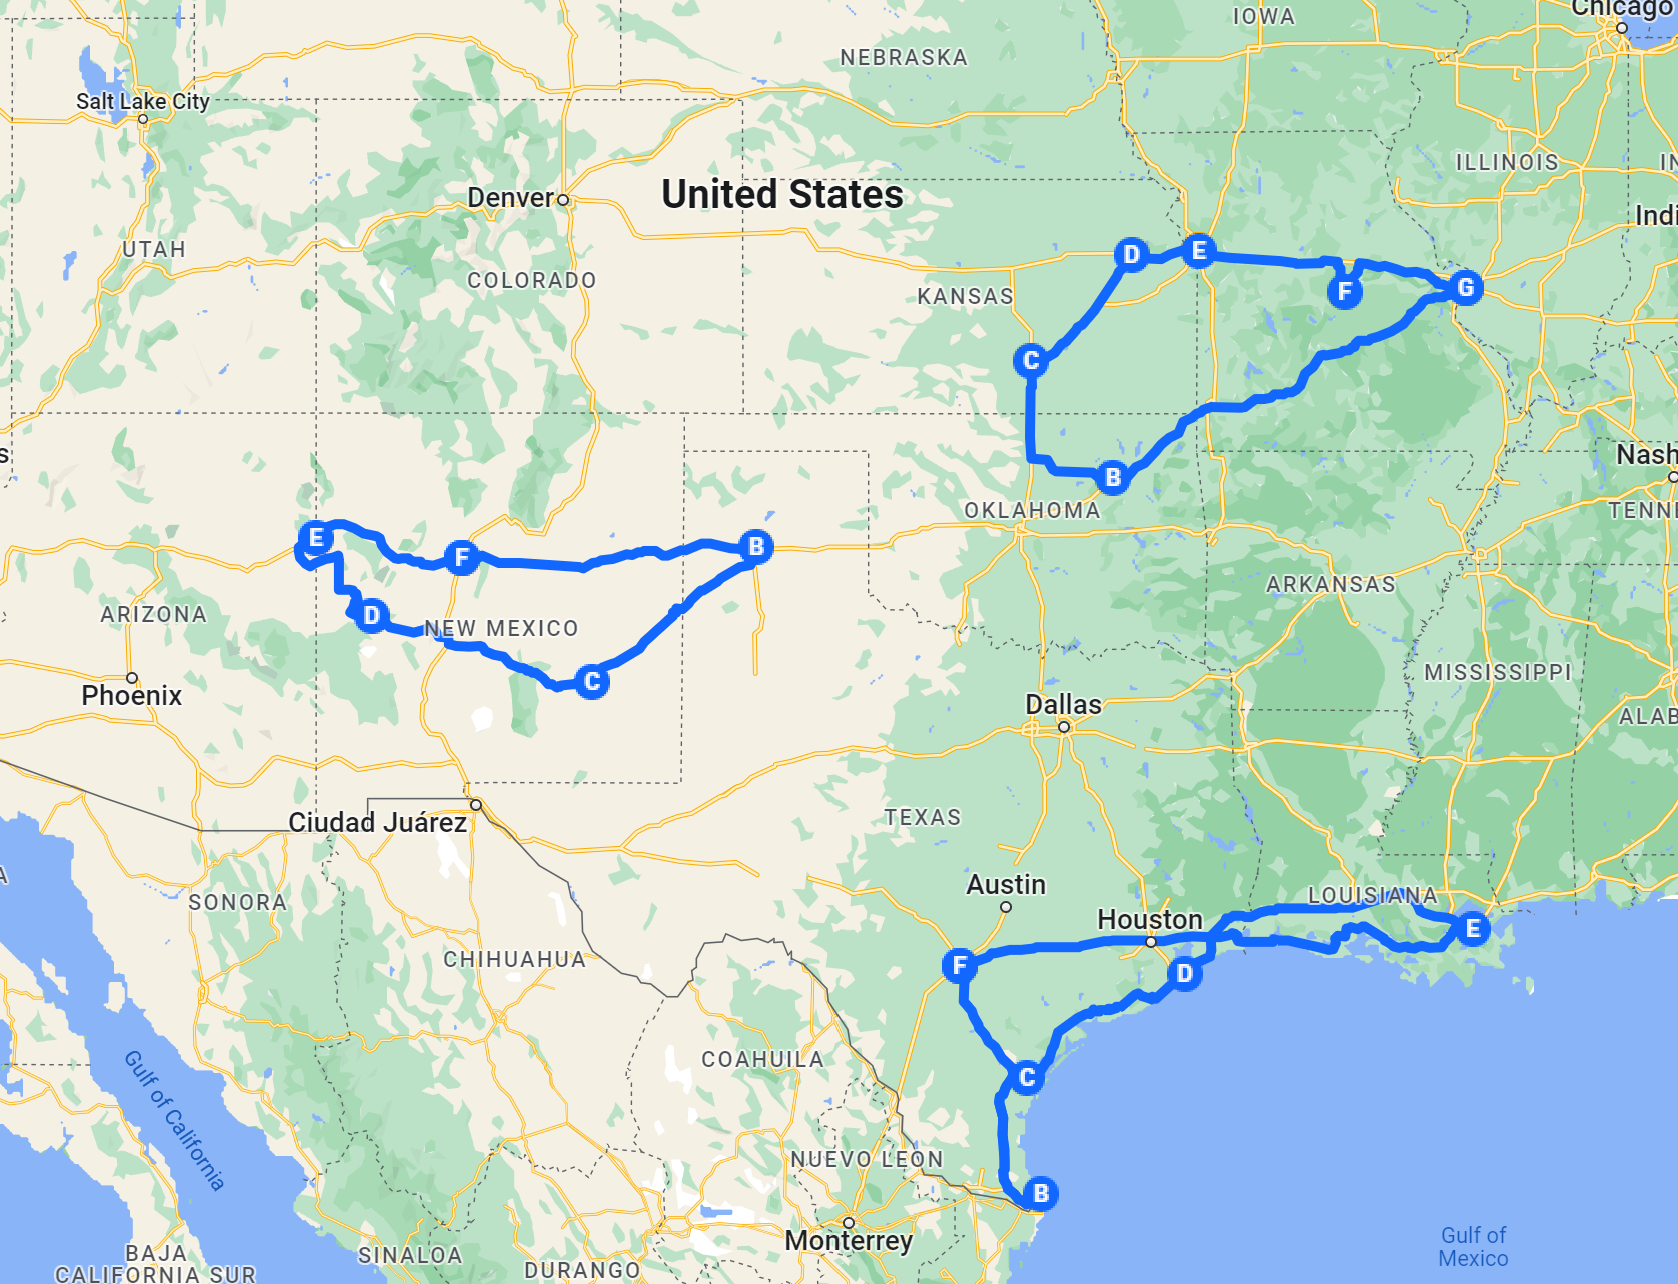 IOWA
Chicago
NEBRASKA
Salt Lake City
ILLINOIS
IN
Denver
United States
Indi
UTAH
D
E
COLORADO
KANSAS
F
G
C
s
Nash
B
OKLAHOMA
TENNE
E
F
B
ARIZONA
D
NEW MEXICO
ARKANSAS
Phoenix
C
MISSISSIPPI
Dallas
ALAB
Ciudad Juárez
TEXAS
A
SONORA
Austin
LOUISIANA
Houston
E
CHIHUAHUA
F
D
COAHUILA
C
Gulf of California
NUEVO LEON
B
Monterrey
Gulf of
Mexico
BAJA
CALIFORNIA SUR
SINALOA
DURANGO